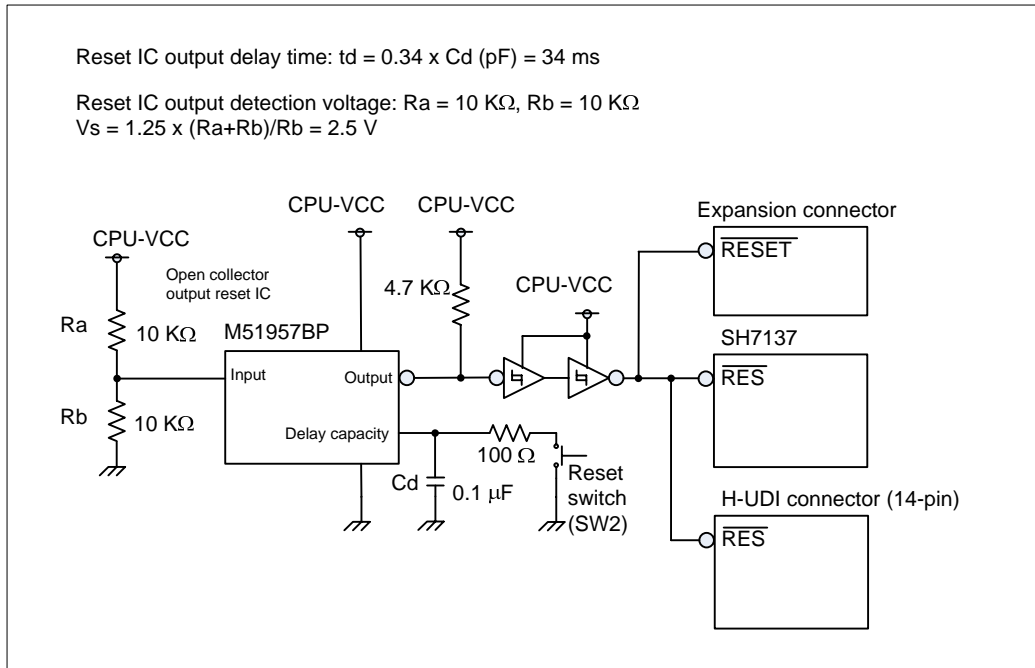 Reset IC output delay time: td = 0.34 x Cd (pF) = 34 ms
Reset IC output detection voltage: Ra = 10 KΩ, Rb = 10 KΩ
Vs = 1.25 x (Ra+Rb)/Rb = 2.5 V
CPU-VCC
CPU-VCC
Expansion connector
CPU-VCC
RESET
Open collector
output reset IC
4.7 KΩ
CPU-VCC
Ra
10 KΩ
M51957BP
SH7137
Input
Output
RES
Rb
10 KΩ
Delay capacity
100 Ω
Cd
0.1 µF
Reset
switch
(SW2)
H-UDI connector (14-pin)
RES